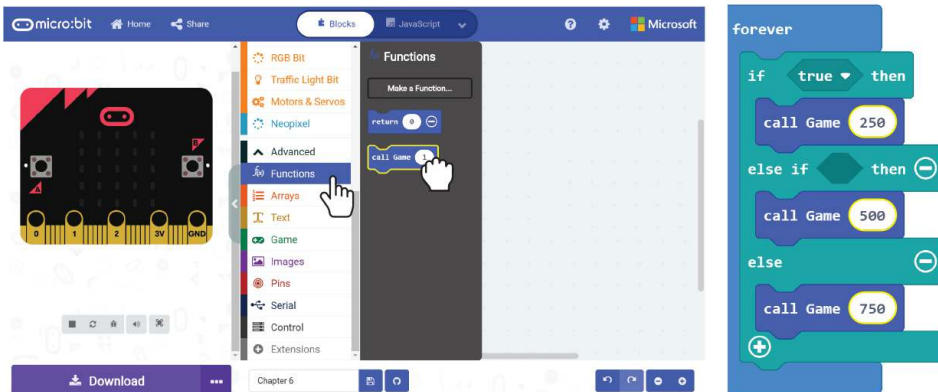 micro:bit Home Share Blocks JavaScript Microsoft
RGB Bit
Traffic Light Bit
Motors & Servos
Neopixel
Advanced
Functions
Arrays
Text
Game
Images
Pins
Serial
Control
Extensions
Functions
Make a Function...
return 0
call Game 1
A
B
0 1 2 3V GND
Download
Chapter 6
forever
if true then
call Game 250
else if then
call Game 500
else
call Game 750